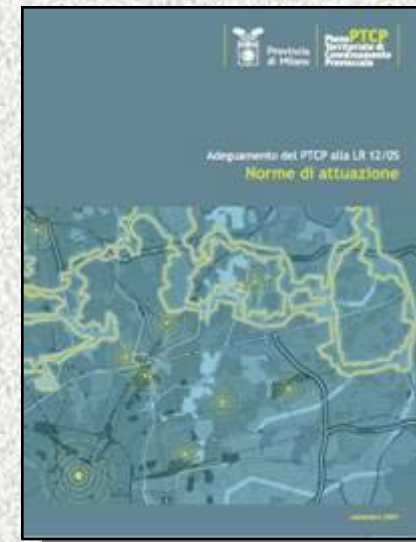 Provincia
di Milano
Piano PTCP
Territoriale di
Coordinamento
Provinciale
Adeguamento del PTCP alla LR 12/05
Norme di attuazione